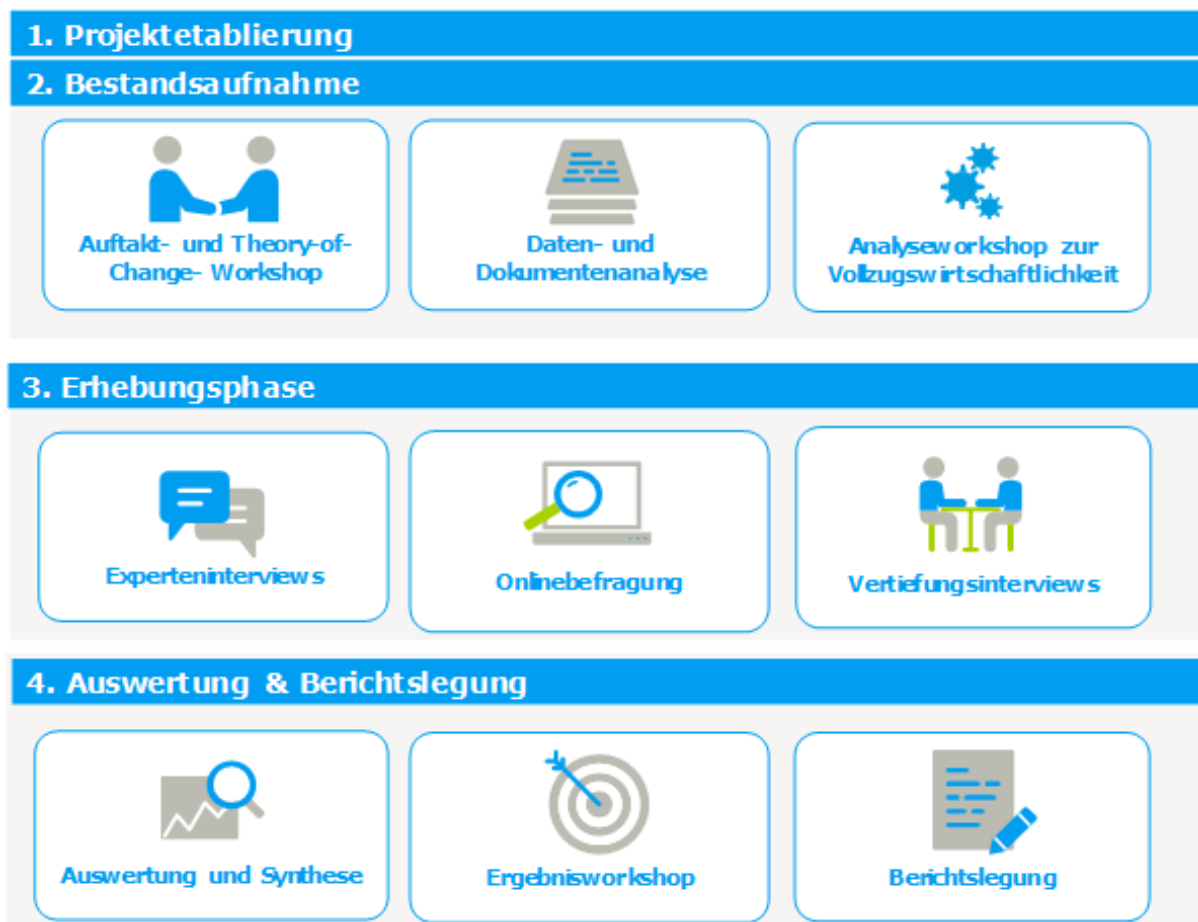 1. Projektetablierung
2. Bestandsaufnahme
Auftakt- und Theory-of-
Change- Workshop
Daten- und
Dokumentenanalyse
Analyseworkshop zur
Vollzugswirtschaftlichkeit
3. Erhebungsphase
Experteninterviews
Onlinebefragung
Vertiefungsinterviews
4. Auswertung & Berichtslegung
Auswertung und Synthese
Ergebnisworkshop
Berichtslegung